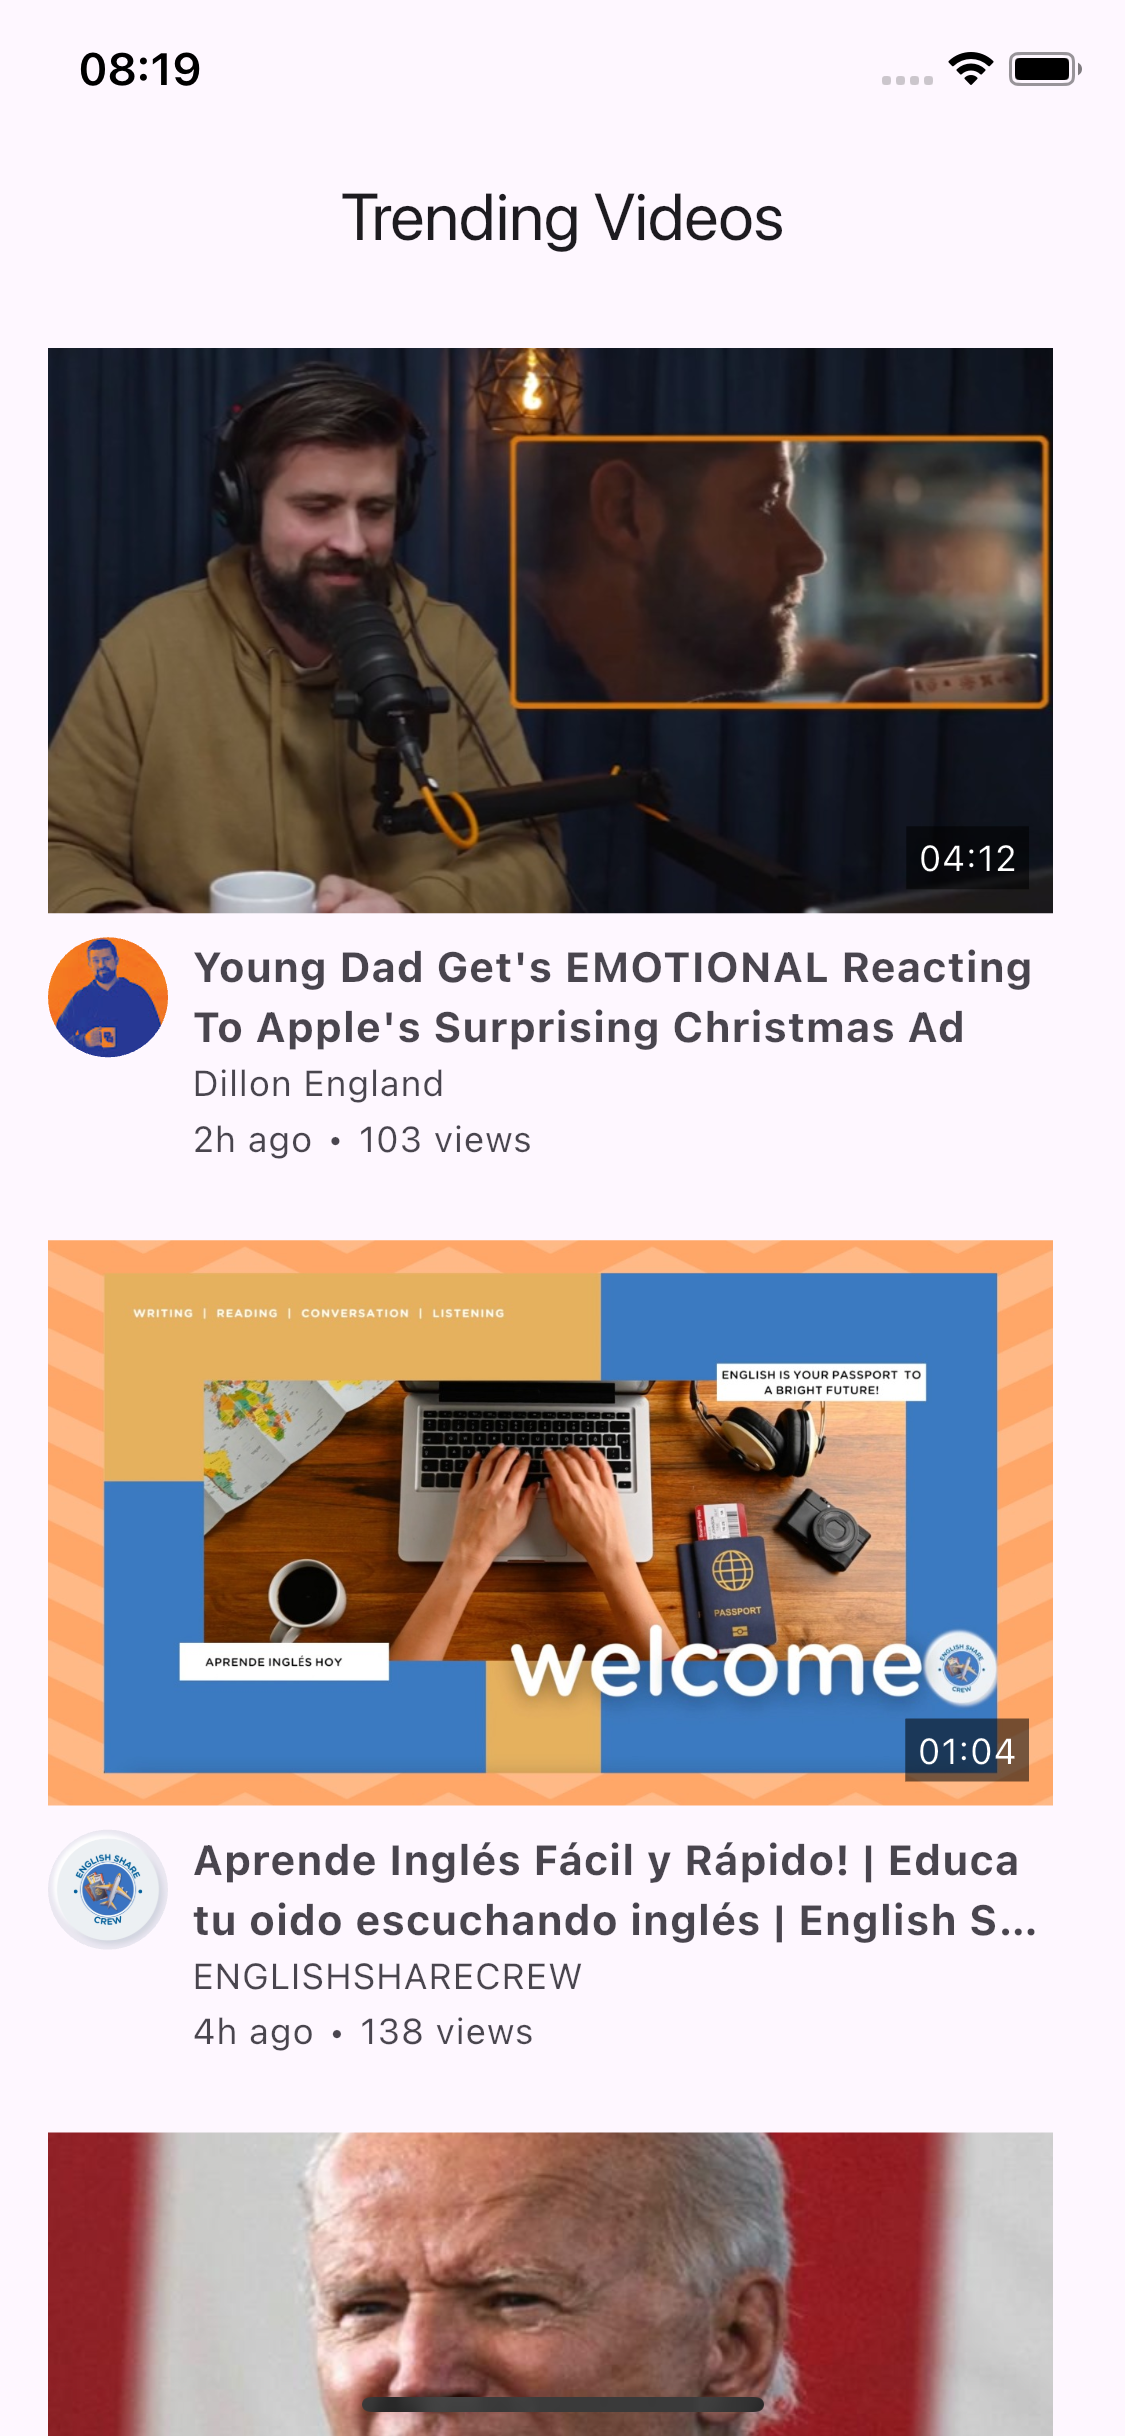 08:19
Trending Videos
04:12
Young Dad Get's EMOTIONAL Reacting
To Apple's Surprising Christmas Ad
Dillon England
2h ago • 103 views
WRITING | READING | CONVERSATION | LISTENING
ENGLISH IS YOUR PASSPORT TO
A BRIGHT FUTURE!
PASSPORT
APRENDE INGLÉS HOY
welcome
ENGLISH SHARE
CREW
01:04
ENGLISH SHARE
CREW
Aprende Inglés Fácil y Rápido! | Educa
tu oido escuchando inglés | English S...
ENGLISHSHARECREW
4h ago • 138 views